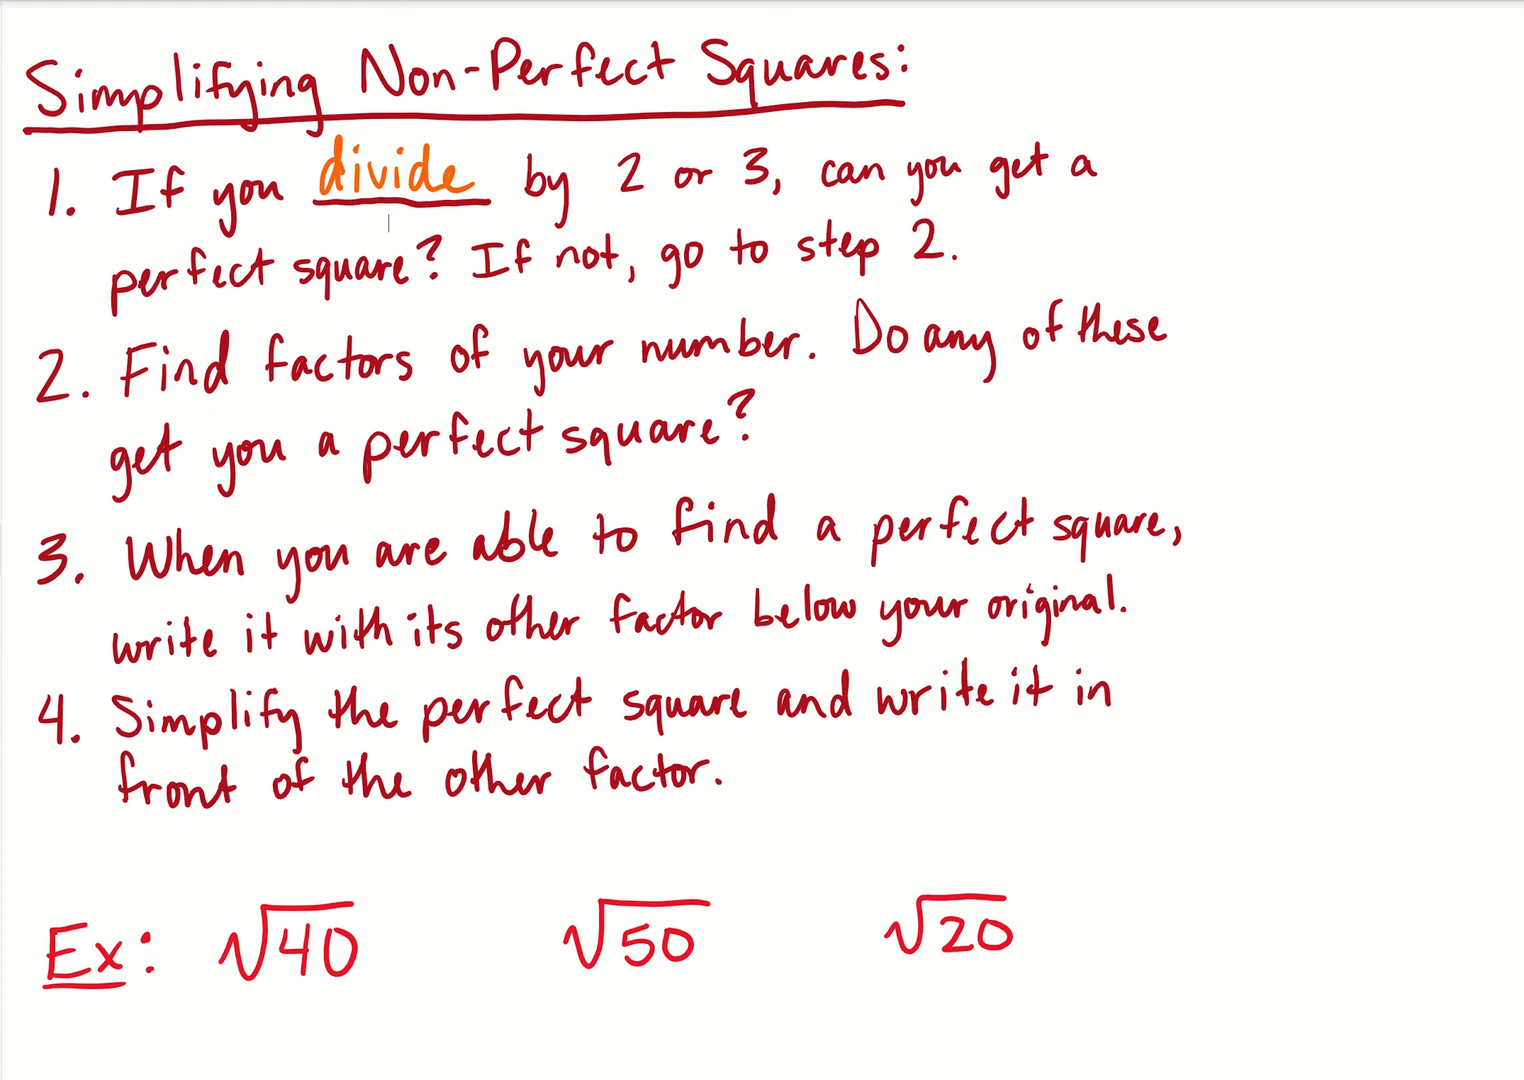 Simplifying Non-Perfect Squares:
1. If you divide by 2 or 3, can you get a
perfect square? If not, go to step 2.
2. Find factors of your number. Do any of these
get you a perfect square?
3. When you are able to find a perfect square,
write it with its other factor below your original.
4. Simplify the perfect square and write it in
front of the other factor.
Ex: √40 √50 √20